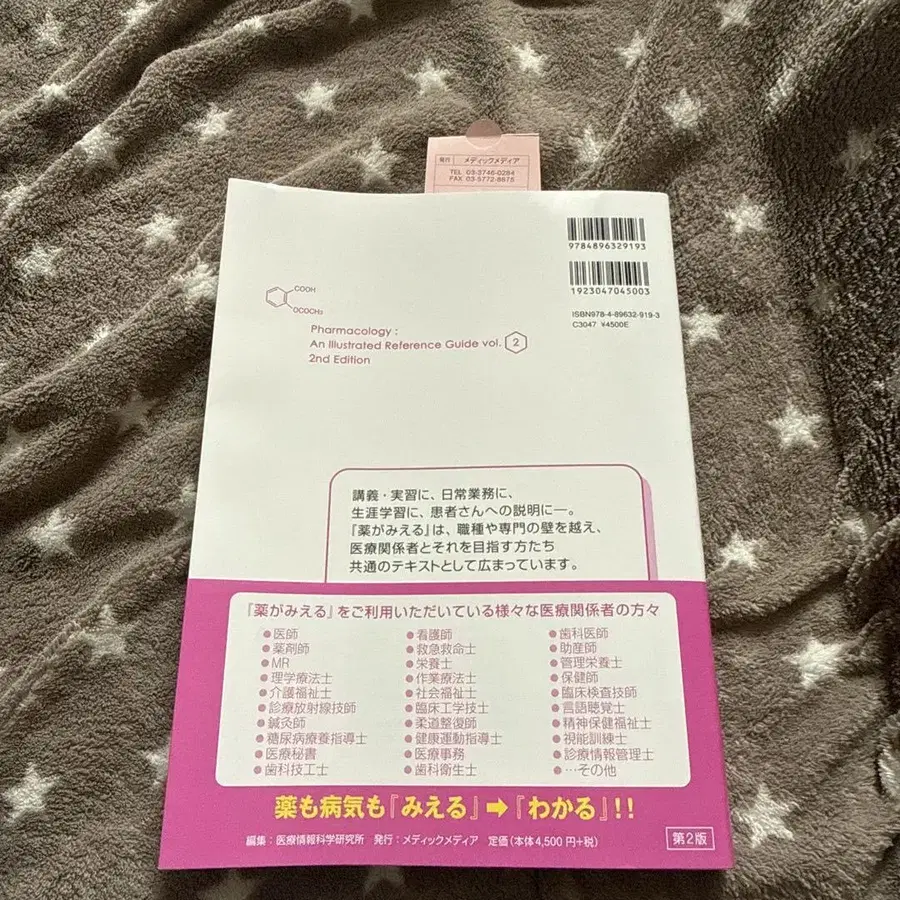 発行 メディックメディア
TEL 03-3746-0284
FAX 03-5772-8875
9784896329193
1923047045003
ISBN978-4-89632-919-3
C3047 ¥4500E
COOH
OCOCH₃
Pharmacology :
An Illustrated Reference Guide vol. 2
2nd Edition
講義・実習に、日常業務に、
生涯学習に、患者さんへの説明に―。
『薬がみえる』は、職種や専門の壁を越え、
医療関係者とそれを目指す方たち
共通のテキストとして広まっています。
『薬がみえる』をご利用いただいている様々な医療関係者の方々
●医師 ●看護師 ●歯科医師
●薬剤師 ●救急救命士 ●助産師
●MR ●栄養士 ●管理栄養士
●理学療法士 ●作業療法士 ●保健師
●介護福祉士 ●社会福祉士 ●臨床検査技師
●診療放射線技師 ●臨床工学技士 ●言語聴覚士
●鍼灸師 ●柔道整復師 ●精神保健福祉士
●糖尿病療養指導士 ●健康運動指導士 ●視能訓練士
●医療秘書 ●医療事務 ●診療情報管理士
●歯科技工士 ●歯科衛生士 ●…その他
薬も病気も『みえる』➡『わかる』!!
編集：医療情報科学研究所 発行：メディックメディア 定価（本体4,500円+税） 第2版